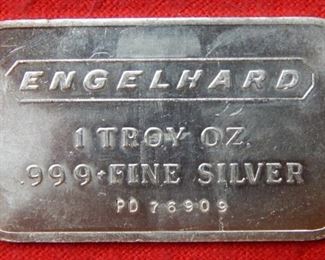 ENGELHARD
1 TROY OZ.
.999+ FINE SILVER
PD 76909